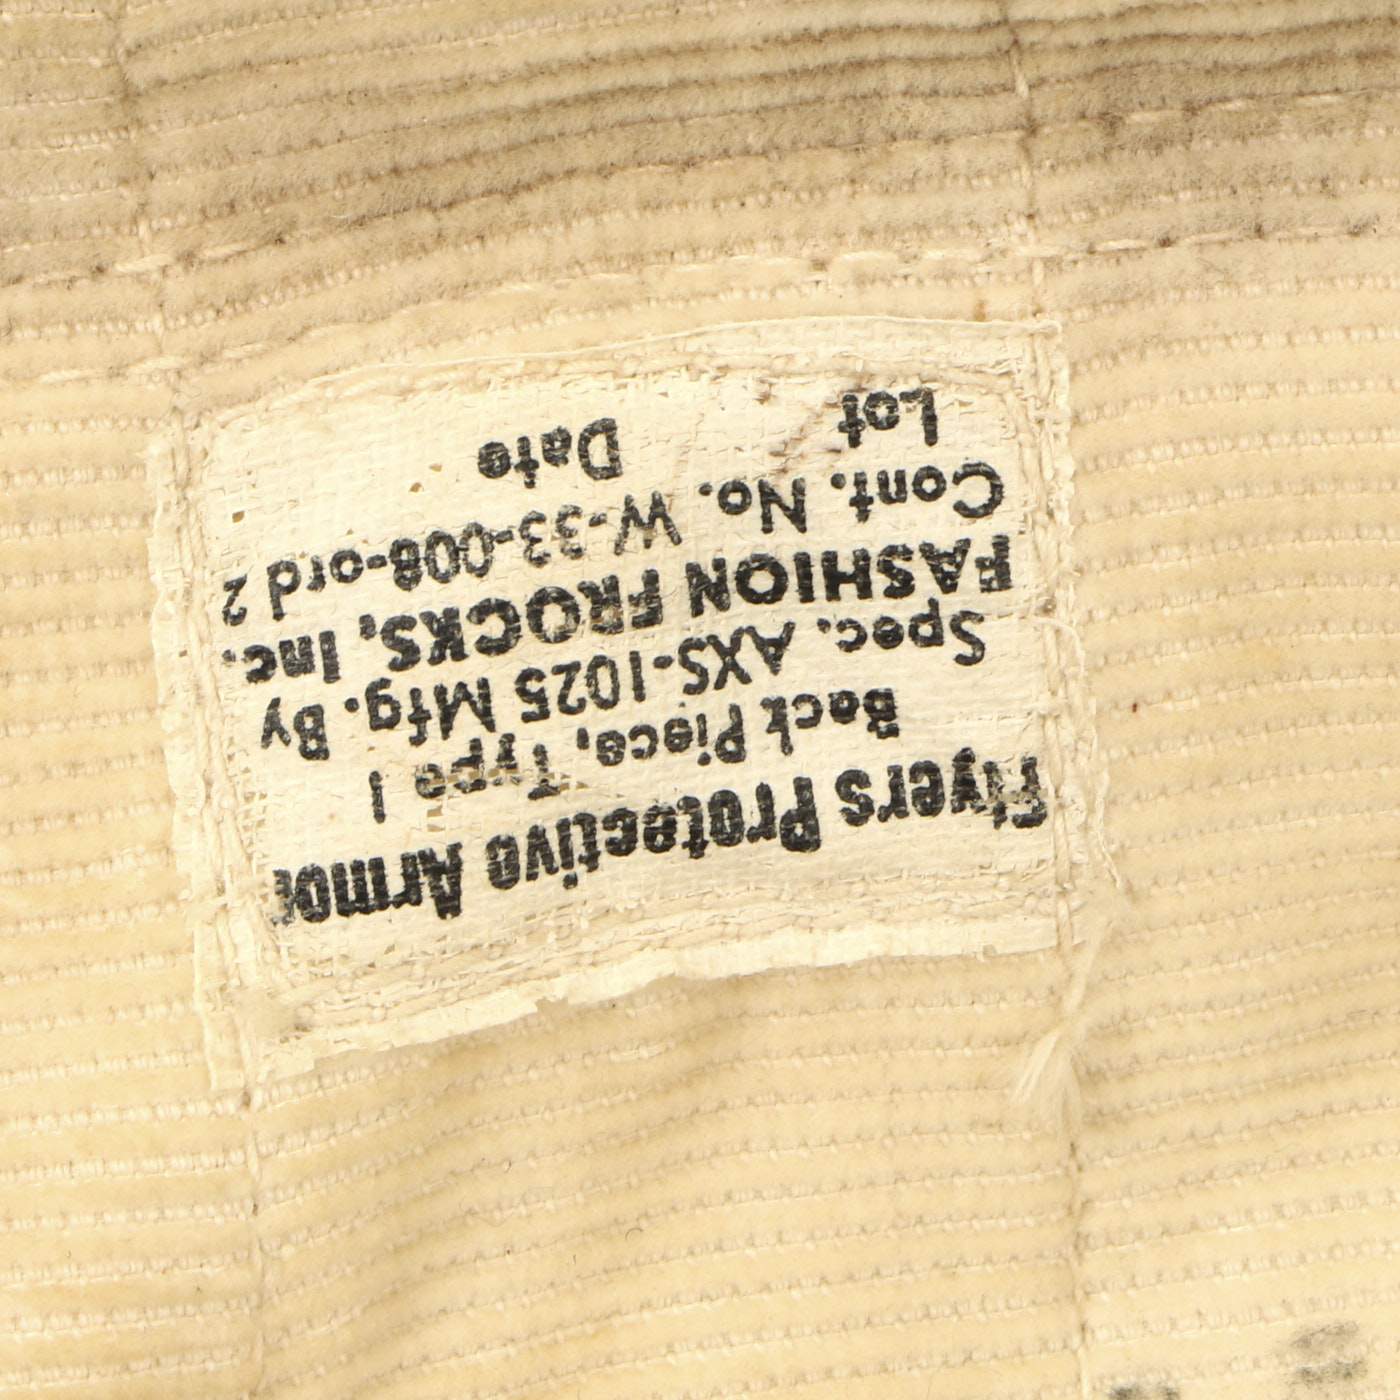 Flyers Protective Armor
Back Piece, Type 1
Spec. AXS-1025 Mfg. By
FASHION FROCKS, Inc.
Cont. No. W-33-008-ord 2
Lot Date